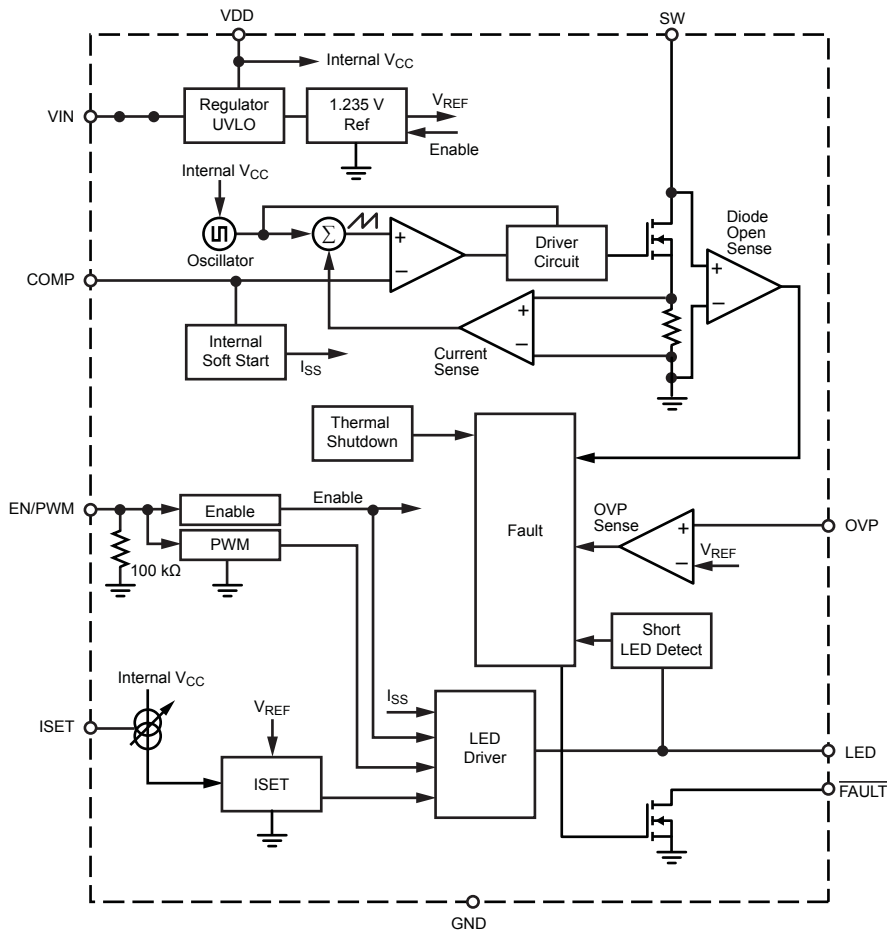 VDD
SW
Internal VCC
VIN
Regulator
UVLO
1.235 V
Ref
VREF
Enable
Internal VCC
Oscillator
Σ
+
−
Driver
Circuit
Diode
Open
Sense
+
−
COMP
Internal
Soft Start
ISS
Current
Sense
+
−
Thermal
Shutdown
Fault
EN/PWM
Enable
Enable
PWM
100 kΩ
OVP
Sense
+
−
VREF
OVP
Short
LED Detect
Internal VCC
ISET
VREF
ISET
ISS
LED
Driver
LED
FAULT
GND